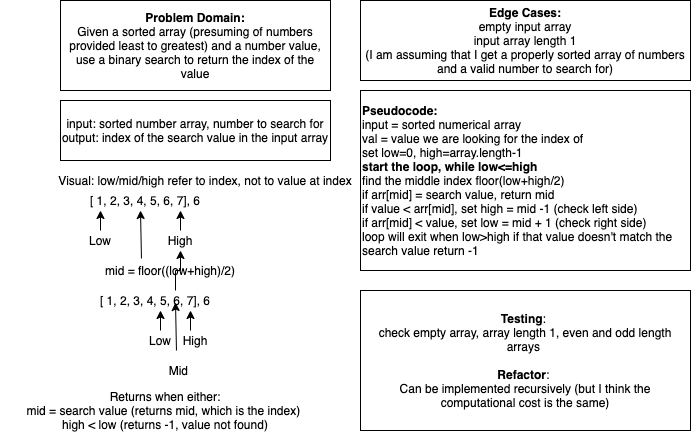 Problem Domain:
Given a sorted array (presuming of numbers
provided least to greatest) and a number value,
use a binary search to return the index of the
value
input: sorted number array, number to search for
output: index of the search value in the input array
Visual: low/mid/high refer to index, not to value at index
[ 1, 2, 3, 4, 5, 6, 7], 6
Low
High
mid = floor((low+high)/2)
[ 1, 2, 3, 4, 5, 6, 7], 6
Low
High
Mid
Returns when either:
mid = search value (returns mid, which is the index)
high < low (returns -1, value not found)
Edge Cases:
empty input array
input array length 1
(I am assuming that I get a properly sorted array of numbers
and a valid number to search for)
Pseudocode:
input = sorted numerical array
val = value we are looking for the index of
set low=0, high=array.length-1
start the loop, while low<=high
find the middle index floor(low+high/2)
if arr[mid] = search value, return mid
if value < arr[mid], set high = mid -1 (check left side)
if arr[mid] < value, set low = mid + 1 (check right side)
loop will exit when low>high if that value doesn't match the
search value return -1
Testing:
check empty array, array length 1, even and odd length
arrays
Refactor:
Can be implemented recursively (but I think the
computational cost is the same)